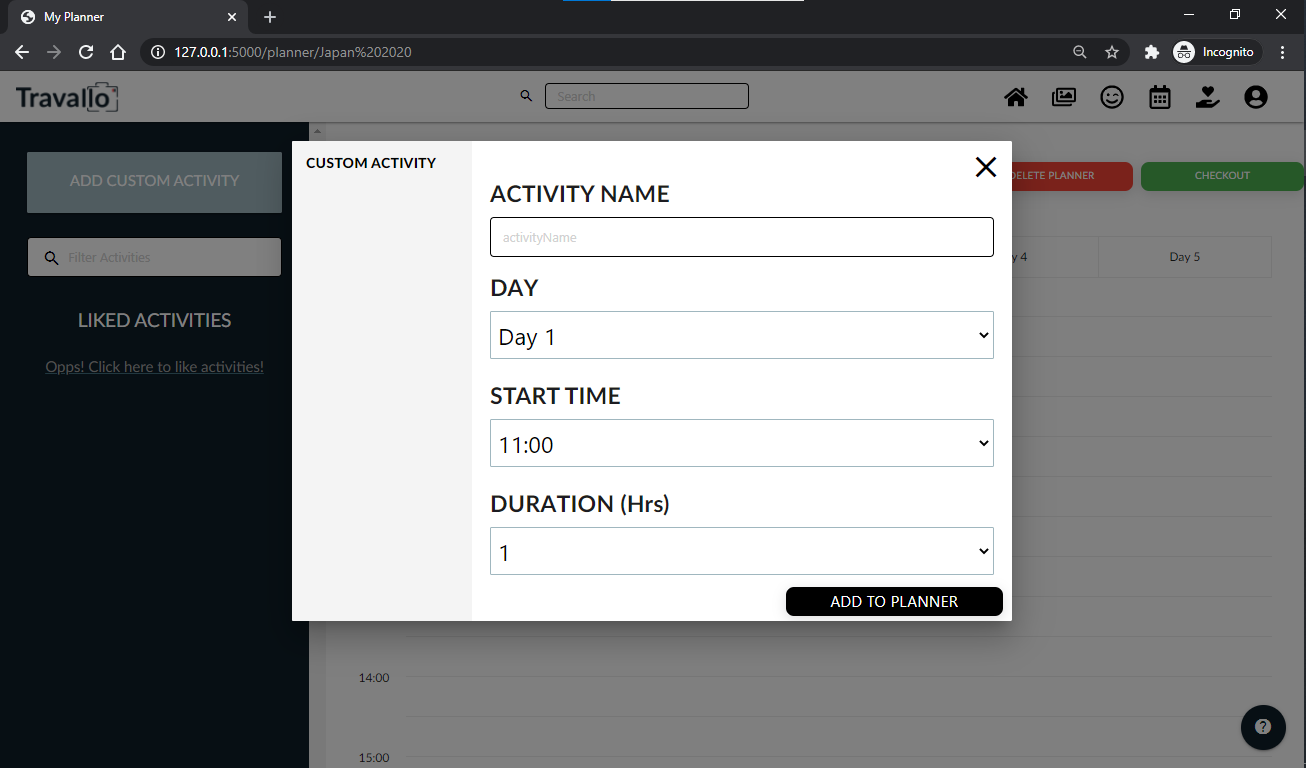 My Planner
127.0.0.1:5000/planner/Japan%202020
Incognito
Travallo
Search
ADD CUSTOM ACTIVITY
Filter Activities
LIKED ACTIVITIES
Opps! Click here to like activities!
CUSTOM ACTIVITY
ACTIVITY NAME
activityName
DAY
Day 1
START TIME
11:00
DURATION (Hrs)
1
ADD TO PLANNER
PLANNER
CHECKOUT
4
Day 5
14:00
15:00